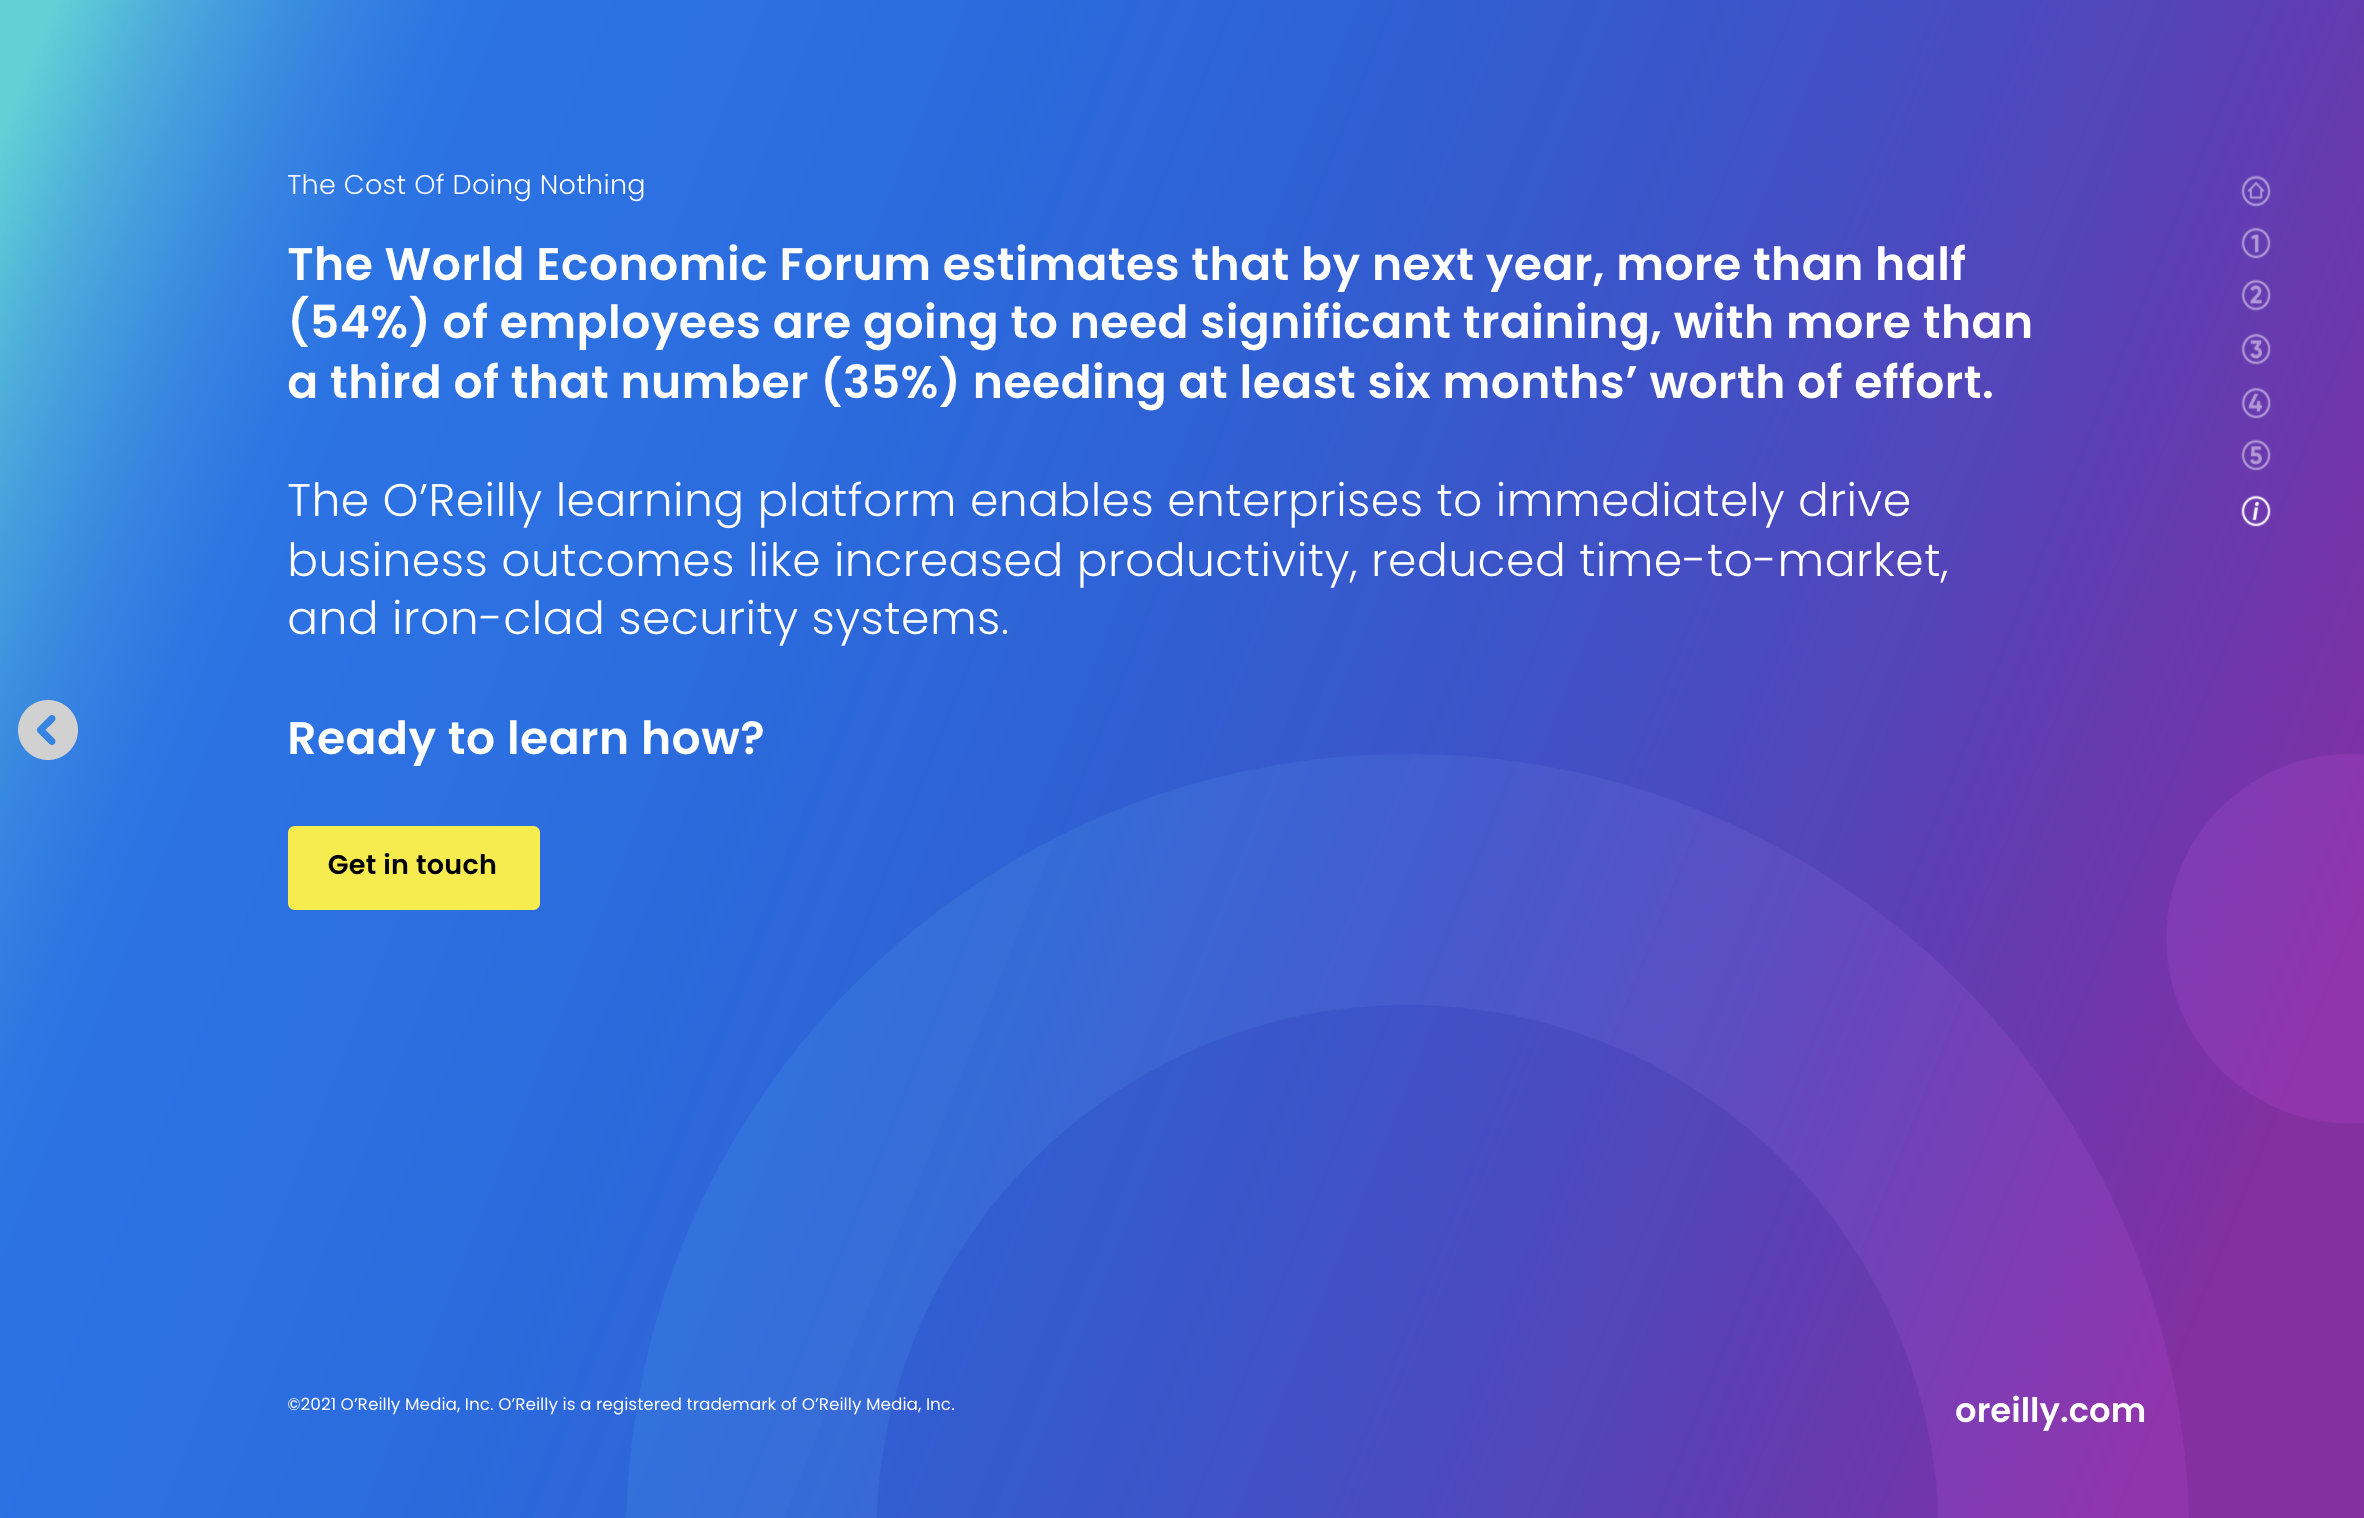 The Cost Of Doing Nothing
The World Economic Forum estimates that by next year, more than half
(54%) of employees are going to need significant training, with more than
a third of that number (35%) needing at least six months’ worth of effort.
The O’Reilly learning platform enables enterprises to immediately drive
business outcomes like increased productivity, reduced time-to-market,
and iron-clad security systems.
Ready to learn how?
Get in touch
1
2
3
4
5
i
©2021 O’Reilly Media, Inc. O’Reilly is a registered trademark of O’Reilly Media, Inc.
oreilly.com